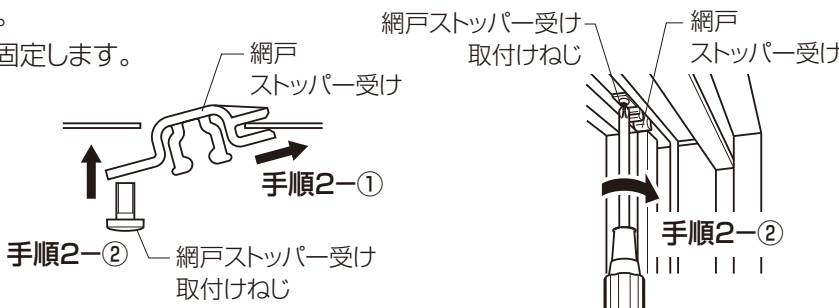 。
固定します。
網戸
ストッパー受け
手順2−①
手順2−②
網戸ストッパー受け
取付けねじ
網戸ストッパー受け
取付けねじ
網戸
ストッパー受け
手順2−②